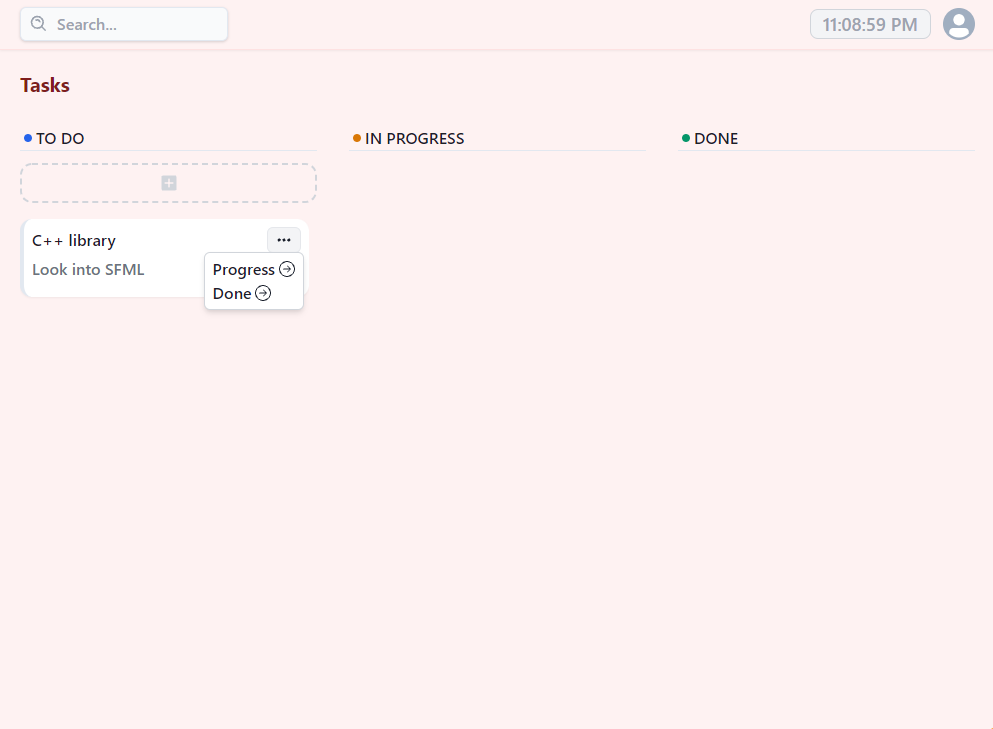 Search...
11:08:59 PM
Tasks
TO DO
IN PROGRESS
DONE
C++ library
Look into SFML
Progress
Done